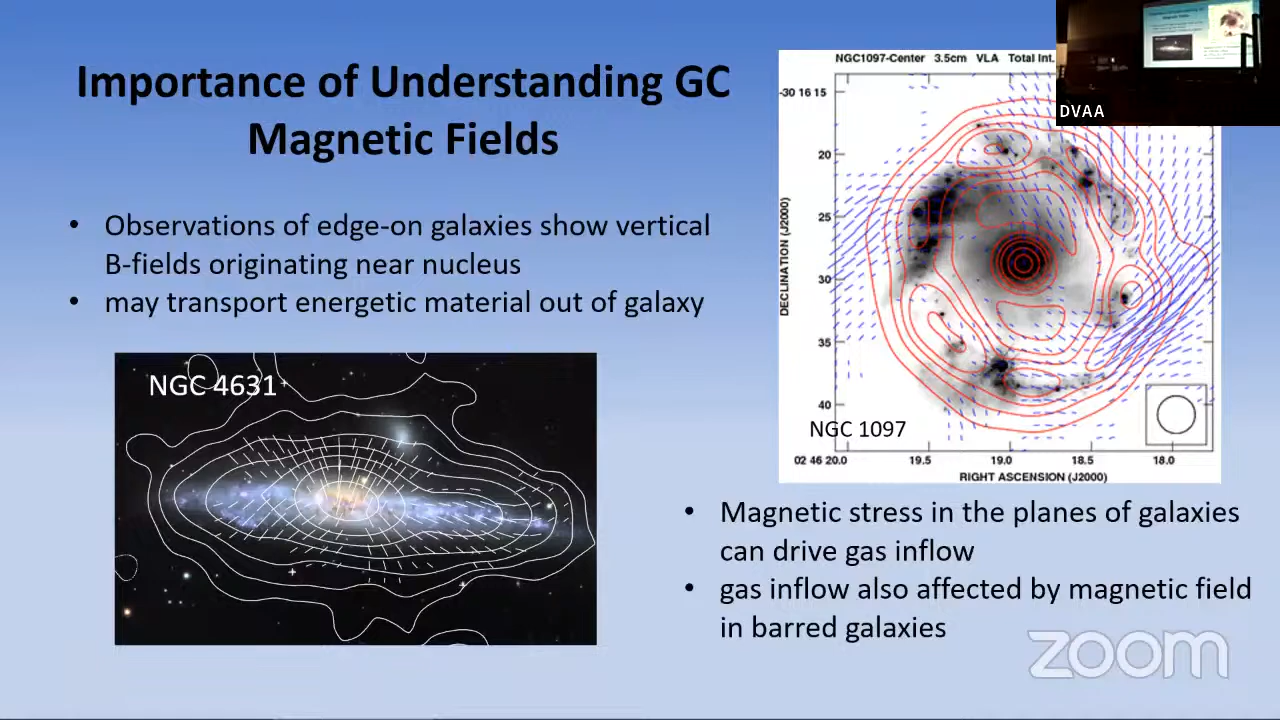 Importance of Understanding GC
Magnetic Fields
• Observations of edge-on galaxies show vertical
B-fields originating near nucleus
• may transport energetic material out of galaxy
NGC 4631
NGC1097-Center 3.5cm VLA Total Int.
-30 16 15
20
25
30
35
40
DECLINATION (J2000)
NGC 1097
02 46 20.0 19.5 19.0 18.5 18.0
RIGHT ASCENSION (J2000)
DVAA
• Magnetic stress in the planes of galaxies
can drive gas inflow
• gas inflow also affected by magnetic field
in barred galaxies
zoom